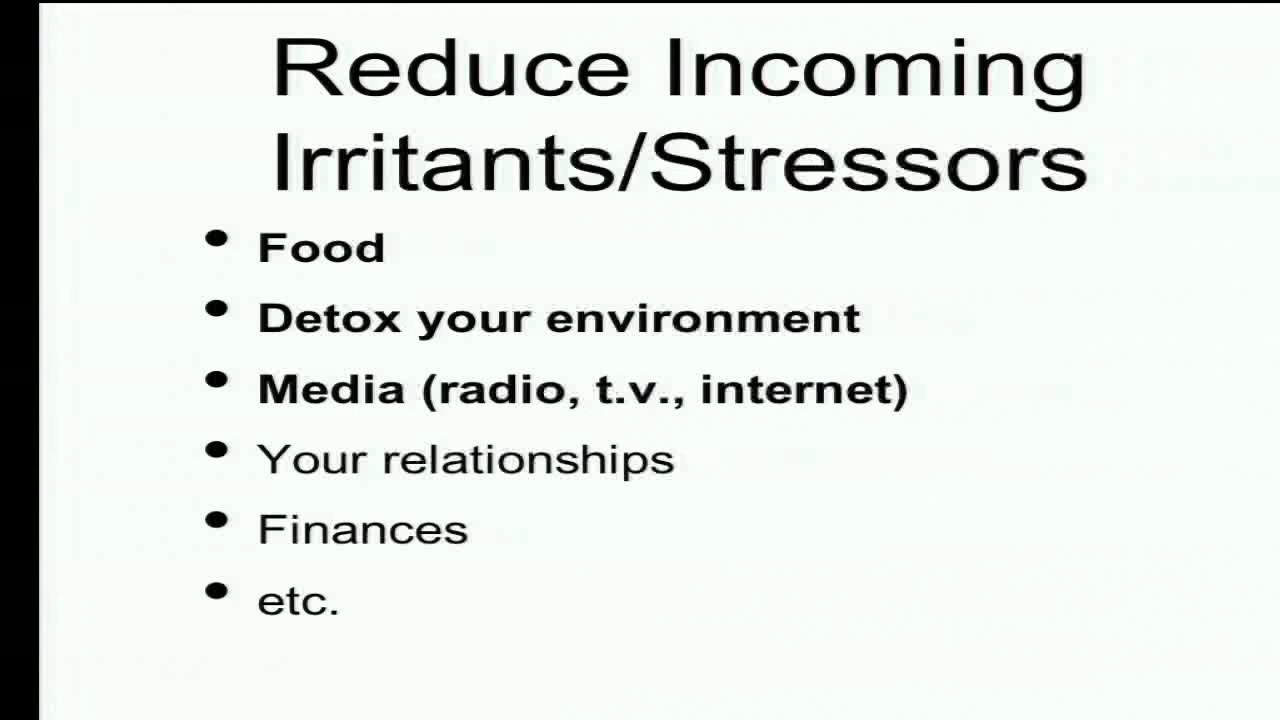 Reduce Incoming
Irritants/Stressors
• Food
• Detox your environment
• Media (radio, t.v., internet)
• Your relationships
• Finances
• etc.